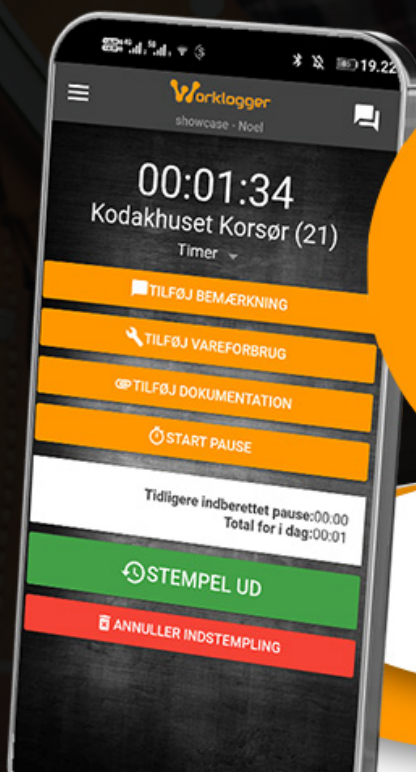 19.22
Worklogger
showcase - Noel
00:01:34
Kodakhuset Korsør (21)
Timer
TILFØJ BEMÆRKNING
TILFØJ VAREFORBRUG
TILFØJ DOKUMENTATION
START PAUSE
Tidligere indberettet pause:00:00
Total for i dag:00:01
STEMPEL UD
ANNULLER INDSTEMPLING